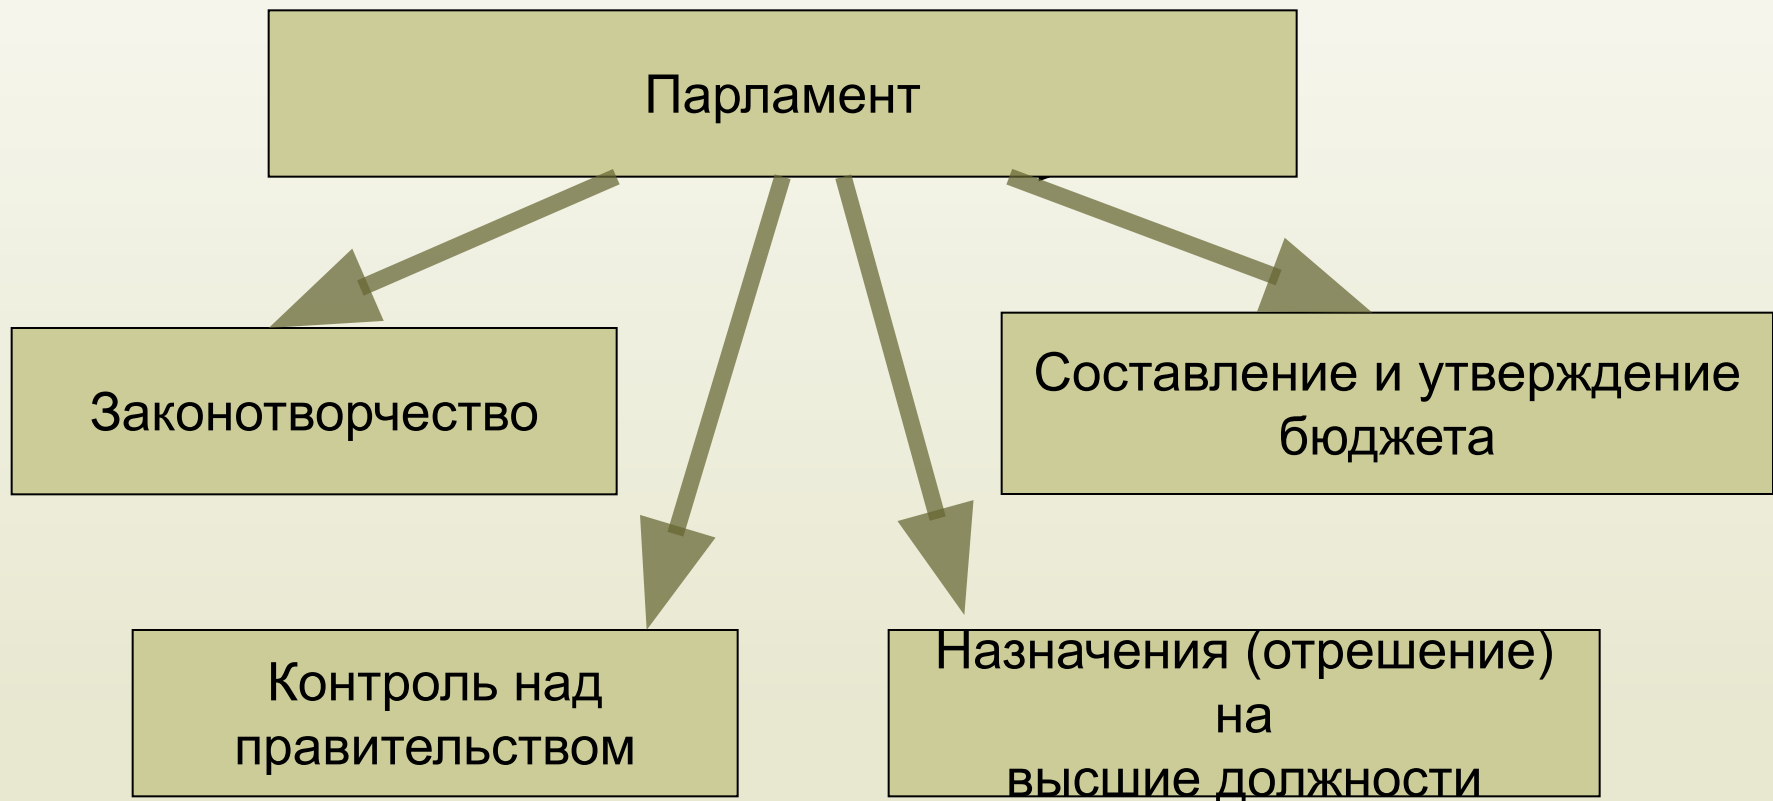 Парламент
Законотворчество
Составление и утверждение
бюджета
Контроль над
правительством
Назначения (отрешение)
на
высшие должности